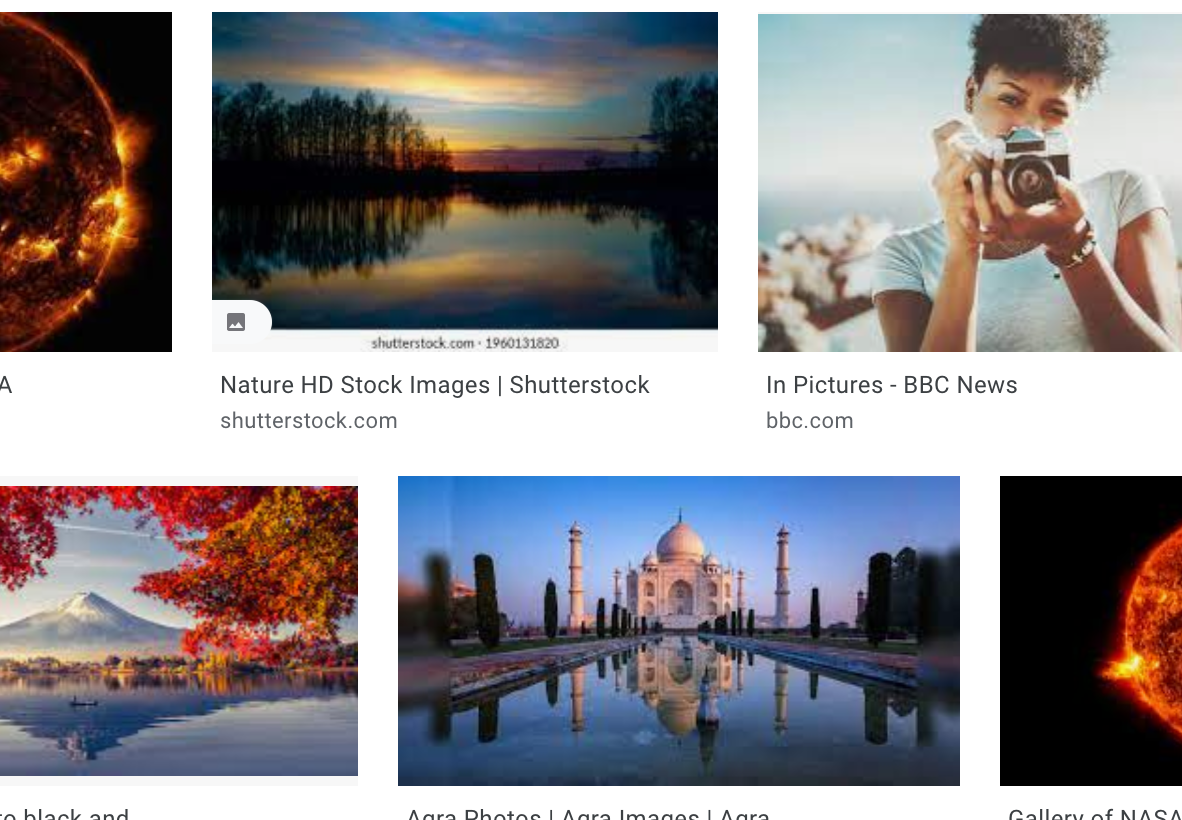 shutterstock.com · 1960131820
A
Nature HD Stock Images | Shutterstock
In Pictures - BBC News
shutterstock.com
bbc.com
to black and
Agra Photos | Agra Images | Agra
Gallery of NASA